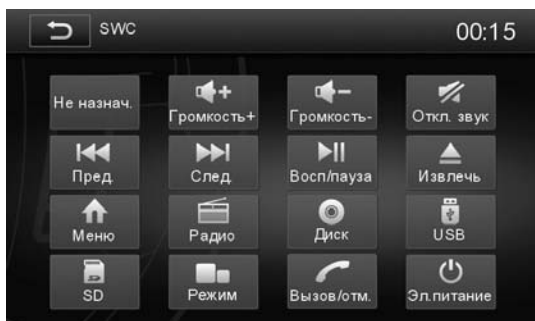 SWC
00:15
Не назнач.
Громкость+
Громкость-
Откл. звук
Пред.
След.
Восп/пауза
Извлечь
Меню
Радио
Диск
USB
SD
Режим
Вызов/отм.
Эл.питание